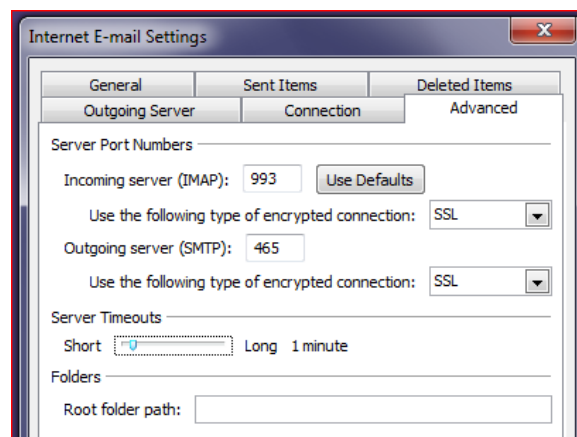 Internet E-mail Settings
General Sent Items Deleted Items
Outgoing Server Connection Advanced
Server Port Numbers
Incoming server (IMAP): 993 Use Defaults
Use the following type of encrypted connection: SSL
Outgoing server (SMTP): 465
Use the following type of encrypted connection: SSL
Server Timeouts
Short Long 1 minute
Folders
Root folder path: